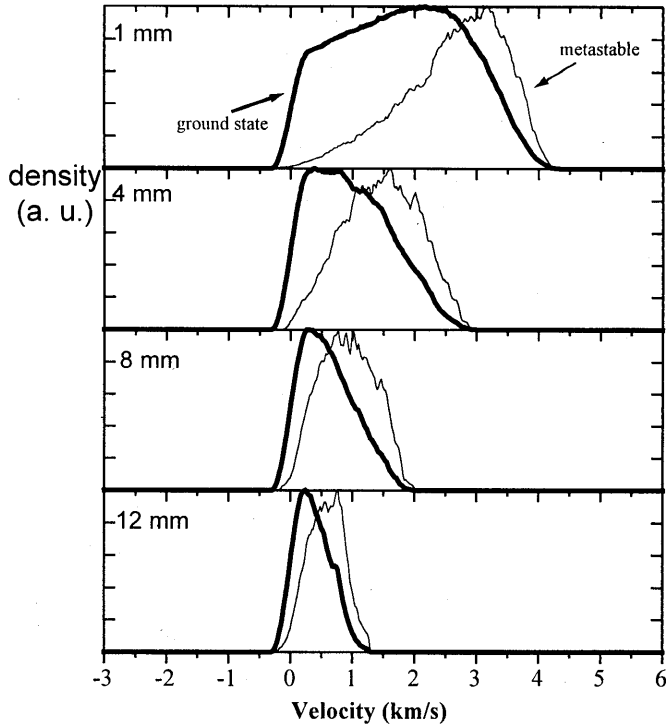 1 mm
metastable
ground state
density
(a. u.)
4 mm
8 mm
12 mm
-3 -2 -1 0 1 2 3 4 5 6
Velocity (km/s)